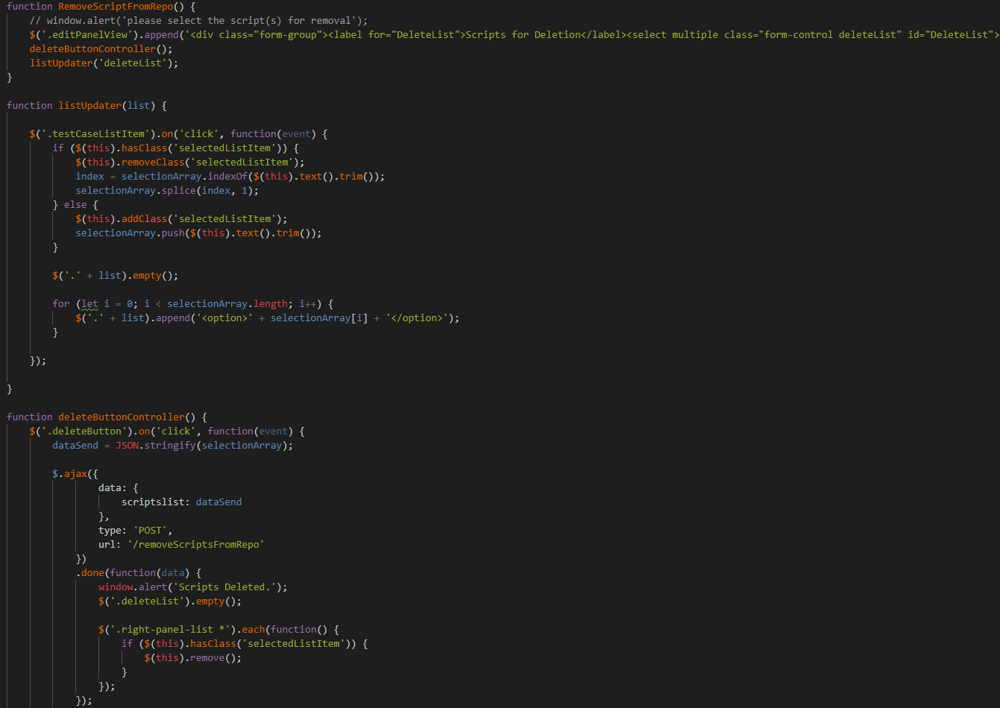 function RemoveScriptFromRepo() {
    // window.alert('please select the script(s) for removal');
    $('.editPanelView').append('<div class="form-group"><label for="DeleteList">Scripts for Deletion</label><select multiple class="form-control deleteList" id="DeleteList">
    deleteButtonController();
    listUpdater('deleteList');
}

function listUpdater(list) {

    $('.testCaseListItem').on('click', function(event) {
        if ($(this).hasClass('selectedListItem')) {
            $(this).removeClass('selectedListItem');
            index = selectionArray.indexOf($(this).text().trim());
            selectionArray.splice(index, 1);
        } else {
            $(this).addClass('selectedListItem');
            selectionArray.push($(this).text().trim());
        }

        $('.' + list).empty();

        for (let i = 0; i < selectionArray.length; i++) {
            $('.' + list).append('<option>' + selectionArray[i] + '</option>');
        }

    });

}

function deleteButtonController() {
    $('.deleteButton').on('click', function(event) {
        dataSend = JSON.stringify(selectionArray);

        $.ajax({
                data: {
                    scriptslist: dataSend
                },
                type: 'POST',
                url: '/removeScriptsFromRepo'
            })
            .done(function(data) {
                window.alert('Scripts Deleted.');
                $('.deleteList').empty();

                $('.right-panel-list *').each(function() {
                    if ($(this).hasClass('selectedListItem')) {
                        $(this).remove();
                    }
                });
            });